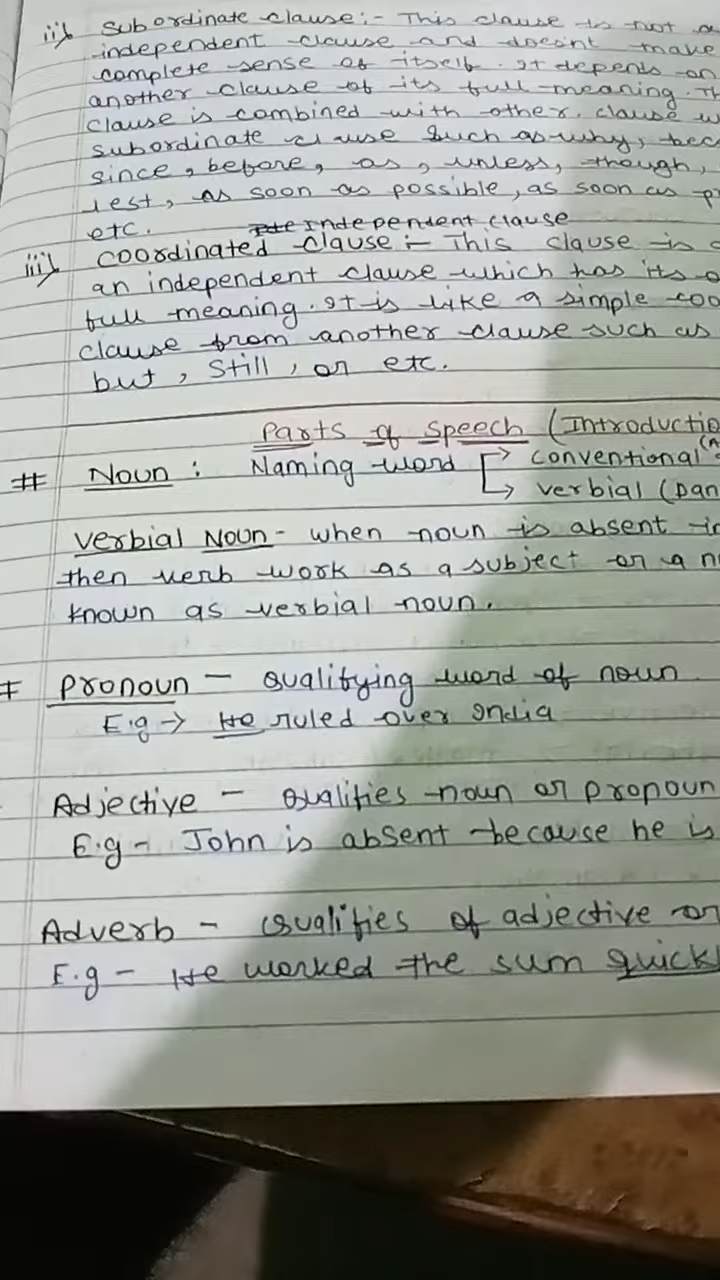 ii) Subordinate clause:- This clause is not
independent clause and doesn't make
complete sense of itself. It depends on
another clause of its full meaning. Th
clause is combined with other. clause w
subordinate clause such as why, bec
since, before, as, unless, though,
lest, as soon as possible, as soon as p
etc. Independent clause
iii) Coordinated clause:- This clause is
an independent clause which has its o
full meaning. It is like a simple coo
clause from another clause such as
but, still, or etc.
Parts of Speech (Introductio
# Noun: Naming word → conventional
→ verbial (pan
Verbial Noun- when noun is absent in
then verb work as a subject or a n
known as verbial noun.
Pronoun - Qualifying word of noun
E.g → He ruled over India
Adjective - Qualifies noun or pronoun
E.g - John is absent because he is
Adverb - Qualifies of adjective or
E.g - He worked the sum quickl